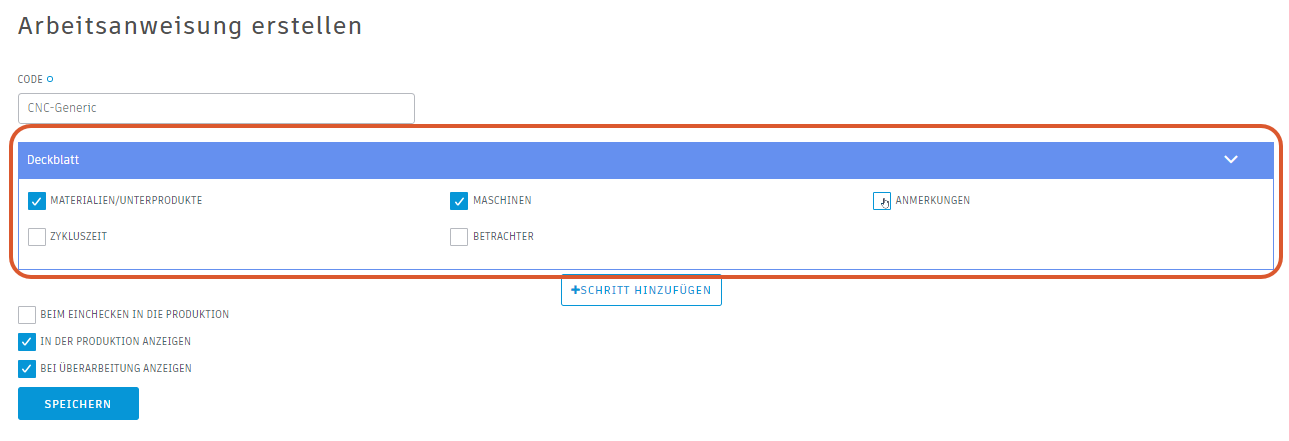 Arbeitsanweisung erstellen
CODE
CNC-Generic
Deckblatt
MATERIALIEN/UNTERPRODUKTE MASCHINEN ANMERKUNGEN
ZYKLUSZEIT BETRACHTER
+SCHRITT HINZUFÜGEN
BEIM EINCHECKEN IN DIE PRODUKTION
IN DER PRODUKTION ANZEIGEN
BEI ÜBERARBEITUNG ANZEIGEN
SPEICHERN